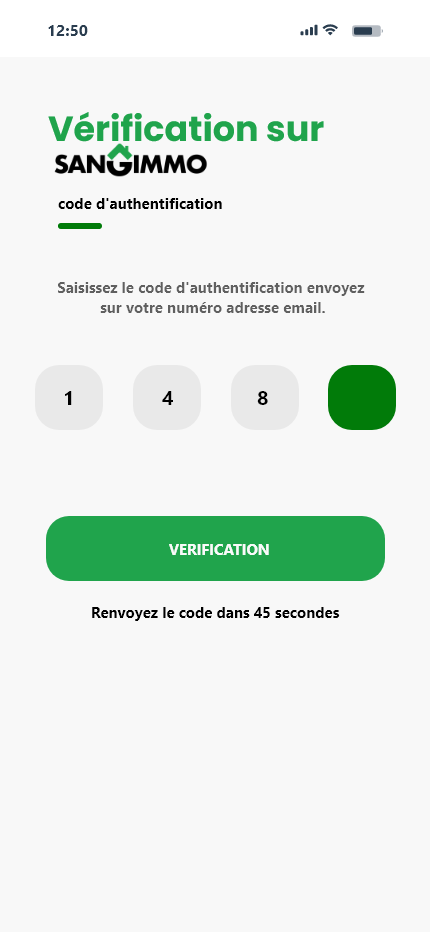 12:50
Vérification sur
SANGIMMO
code d'authentification
Saisissez le code d'authentification envoyez
sur votre numéro adresse email.
1 4 8
VERIFICATION
Renvoyez le code dans 45 secondes